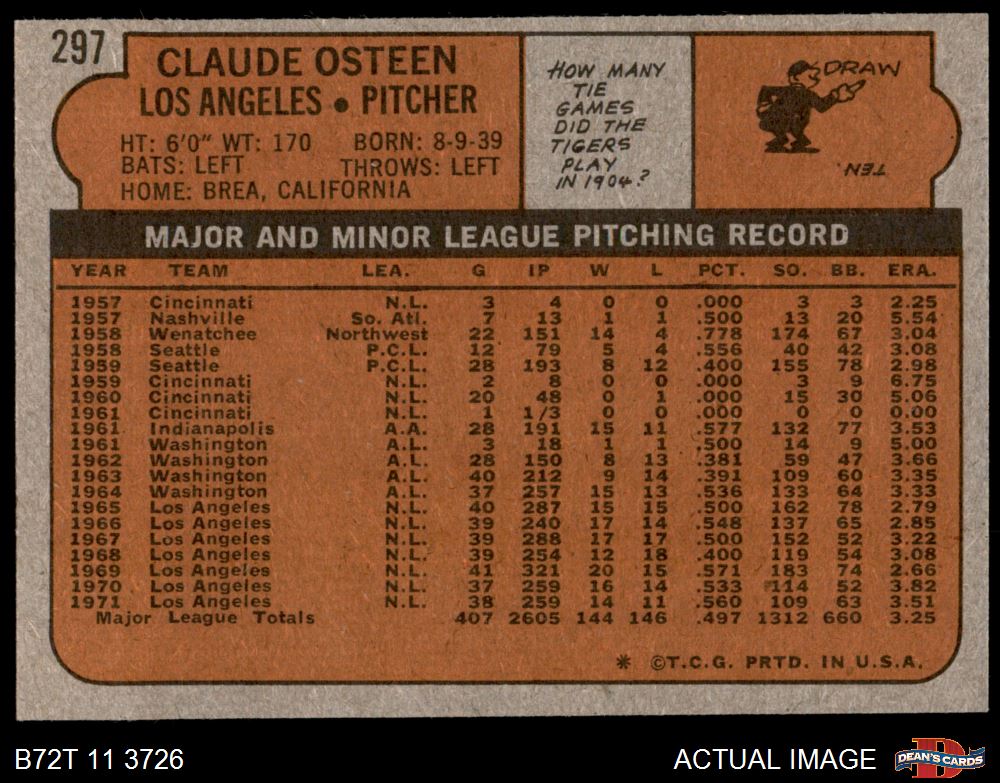 297
CLAUDE OSTEEN
LOS ANGELES • PITCHER
HT: 6'0" WT: 170 BORN: 8-9-39
BATS: LEFT THROWS: LEFT
HOME: BREA, CALIFORNIA
HOW MANY
TIE
GAMES
DID THE
TIGERS
PLAY
IN 1904?
DRAW
TEN.
MAJOR AND MINOR LEAGUE PITCHING RECORD
YEAR TEAM LEA. G IP W L PCT. SO. BB. ERA.
1957 Cincinnati N.L. 3 4 0 0 .000 3 3 2.25
1957 Nashville So. Atl. 7 13 1 1 .500 13 20 5.54
1958 Wenatchee Northwest 22 151 14 4 .778 174 67 3.04
1958 Seattle P.C.L. 12 79 5 4 .556 40 42 3.08
1959 Seattle P.C.L. 28 193 8 12 .400 155 78 2.98
1959 Cincinnati N.L. 2 8 0 0 .000 3 9 6.75
1960 Cincinnati N.L. 20 48 0 1 .000 15 30 5.06
1961 Cincinnati N.L. 1 1/3 0 0 .000 0 0 0.00
1961 Indianapolis A.A. 28 191 15 11 .577 132 77 3.53
1961 Washington A.L. 3 18 1 1 .500 14 9 5.00
1962 Washington A.L. 28 150 8 13 .381 59 47 3.66
1963 Washington A.L. 40 212 9 14 .391 109 60 3.35
1964 Washington A.L. 37 257 15 13 .536 133 64 3.33
1965 Los Angeles N.L. 40 287 15 15 .500 162 78 2.79
1966 Los Angeles N.L. 39 240 17 14 .548 137 65 2.85
1967 Los Angeles N.L. 39 288 17 17 .500 152 52 3.22
1968 Los Angeles N.L. 39 254 12 18 .400 119 54 3.08
1969 Los Angeles N.L. 41 321 20 15 .571 183 74 2.66
1970 Los Angeles N.L. 37 259 16 14 .533 114 52 3.82
1971 Los Angeles N.L. 38 259 14 11 .560 109 63 3.51
Major League Totals 407 2605 144 146 .497 1312 660 3.25
* ©T.C.G. PRTD. IN U.S.A.
B72T 11 3726
ACTUAL IMAGE
DEAN'S CARDS